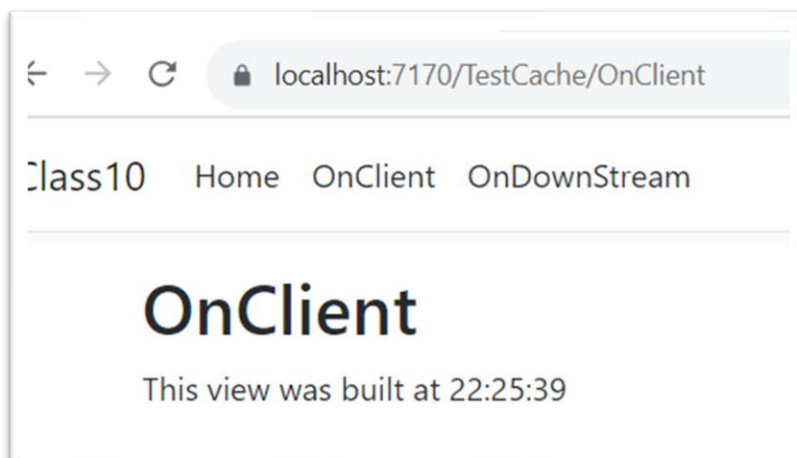 localhost:7170/TestCache/OnClient
Class10 Home OnClient OnDownStream
OnClient
This view was built at 22:25:39